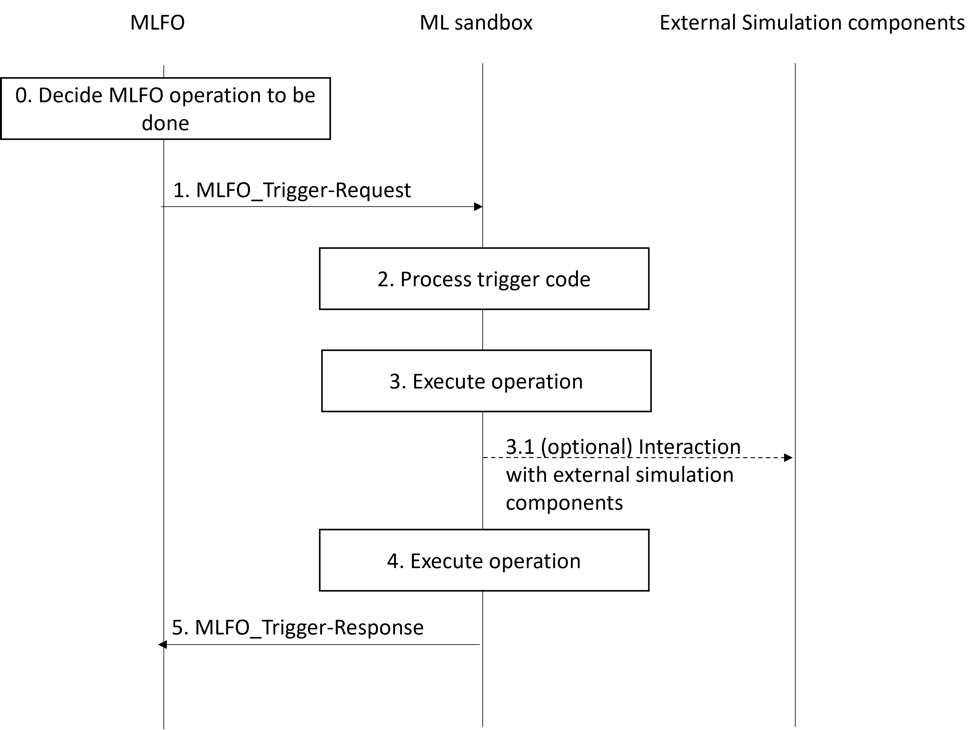 MLFO
ML sandbox
External Simulation components
0. Decide MLFO operation to be
done
1. MLFO_Trigger-Request
2. Process trigger code
3. Execute operation
3.1 (optional) Interaction
with external simulation
components
4. Execute operation
5. MLFO_Trigger-Response